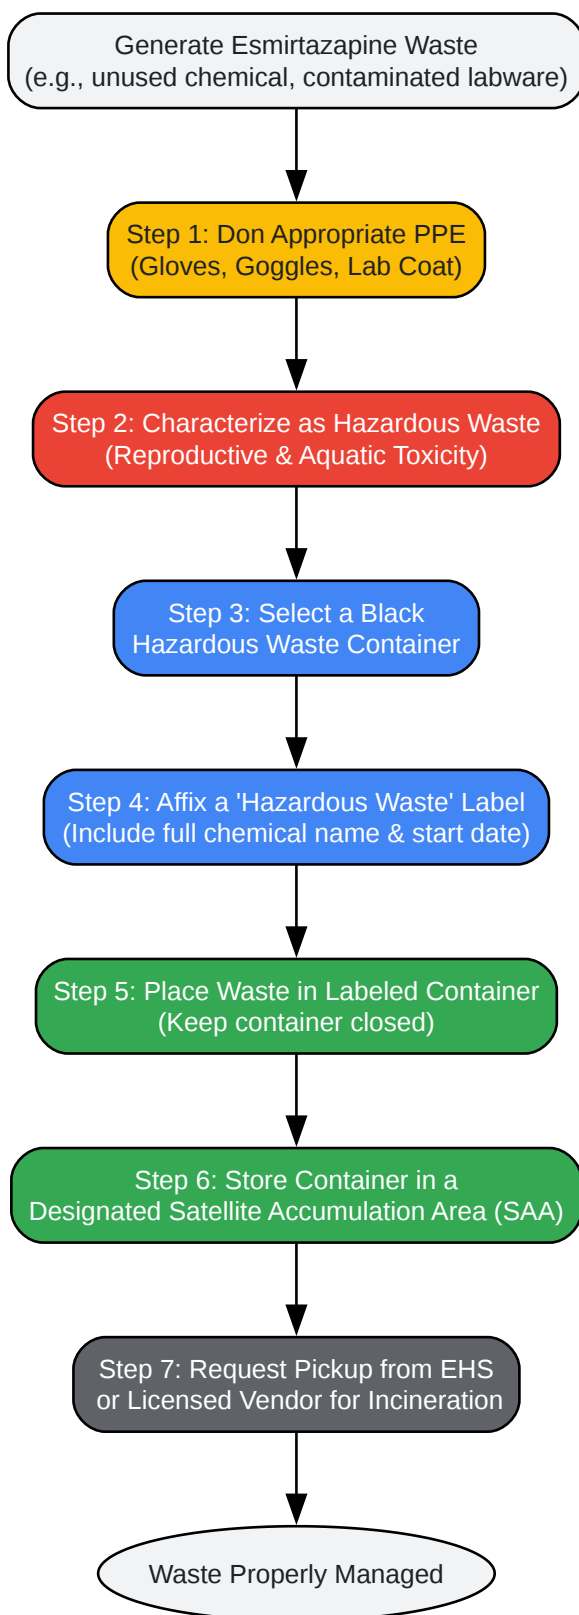 Generate Esmirtazapine Waste
(e.g., unused chemical, contaminated labware)
Step 1: Don Appropriate PPE
(Gloves, Goggles, Lab Coat)
Step 2: Characterize as Hazardous Waste
(Reproductive & Aquatic Toxicity)
Step 3: Select a Black
Hazardous Waste Container
Step 4: Affix a 'Hazardous Waste' Label
(Include full chemical name & start date)
Step 5: Place Waste in Labeled Container
(Keep container closed)
Step 6: Store Container in a
Designated Satellite Accumulation Area (SAA)
Step 7: Request Pickup from EHS
or Licensed Vendor for Incineration
Waste Properly Managed